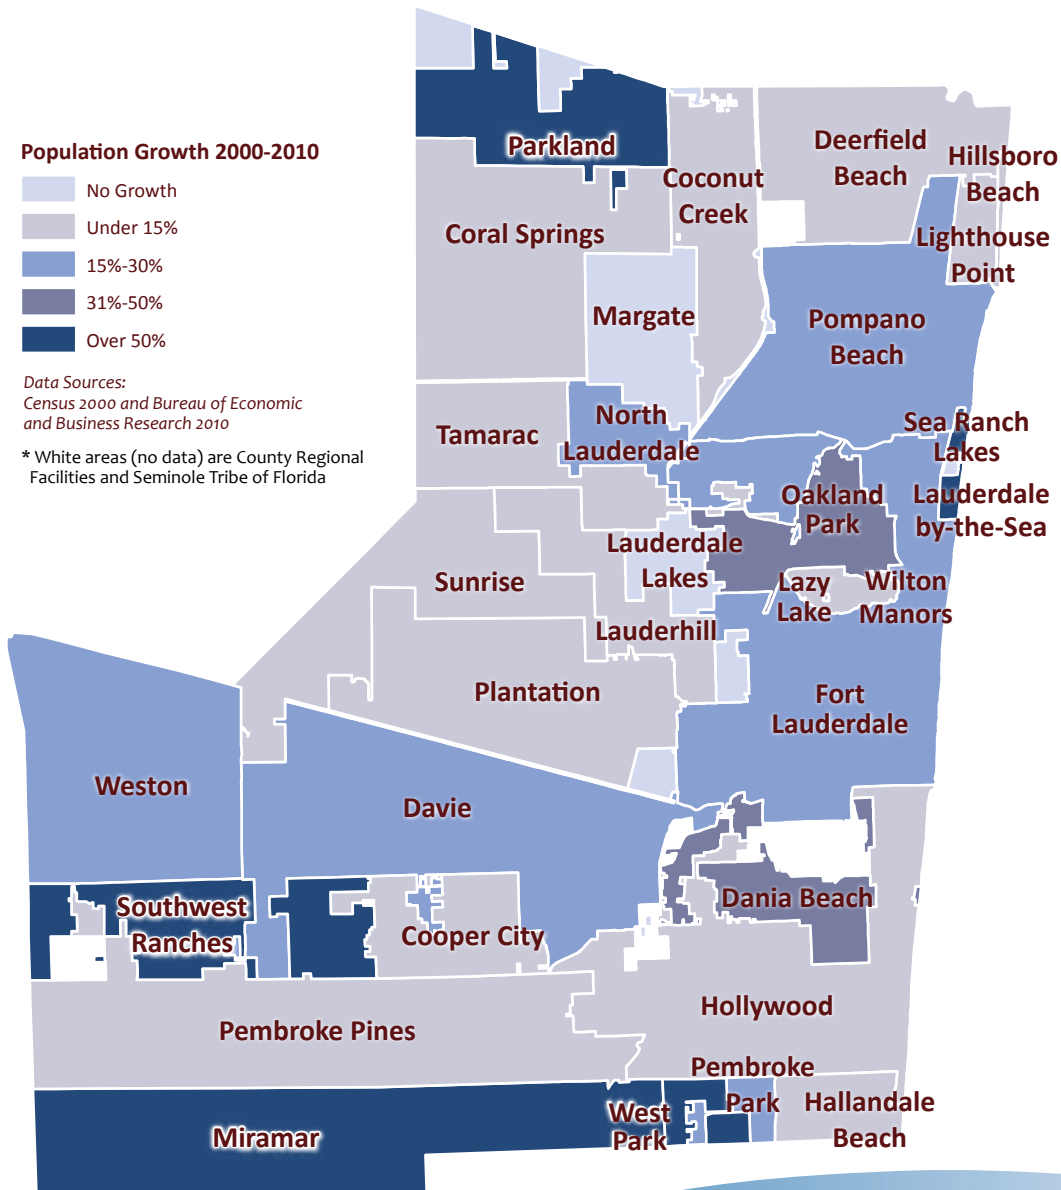 Population Growth 2000-2010
No Growth
Under 15%
15%-30%
31%-50%
Over 50%
Data Sources:
Census 2000 and Bureau of Economic
and Business Research 2010
* White areas (no data) are County Regional
Facilities and Seminole Tribe of Florida
Parkland
Deerfield
Beach
Hillsboro
Beach
Coconut
Creek
Coral Springs
Lighthouse
Point
Margate
Pompano
Beach
North
Lauderdale
Tamarac
Sea Ranch
Lakes
Oakland
Park
Lauderdale
by-the-Sea
Lauderdale
Lakes
Sunrise
Lazy
Lake
Wilton
Manors
Lauderhill
Plantation
Fort
Lauderdale
Weston
Davie
Southwest
Ranches
Dania Beach
Cooper City
Hollywood
Pembroke Pines
Pembroke
Park
West
Park
Hallandale
Beach
Miramar